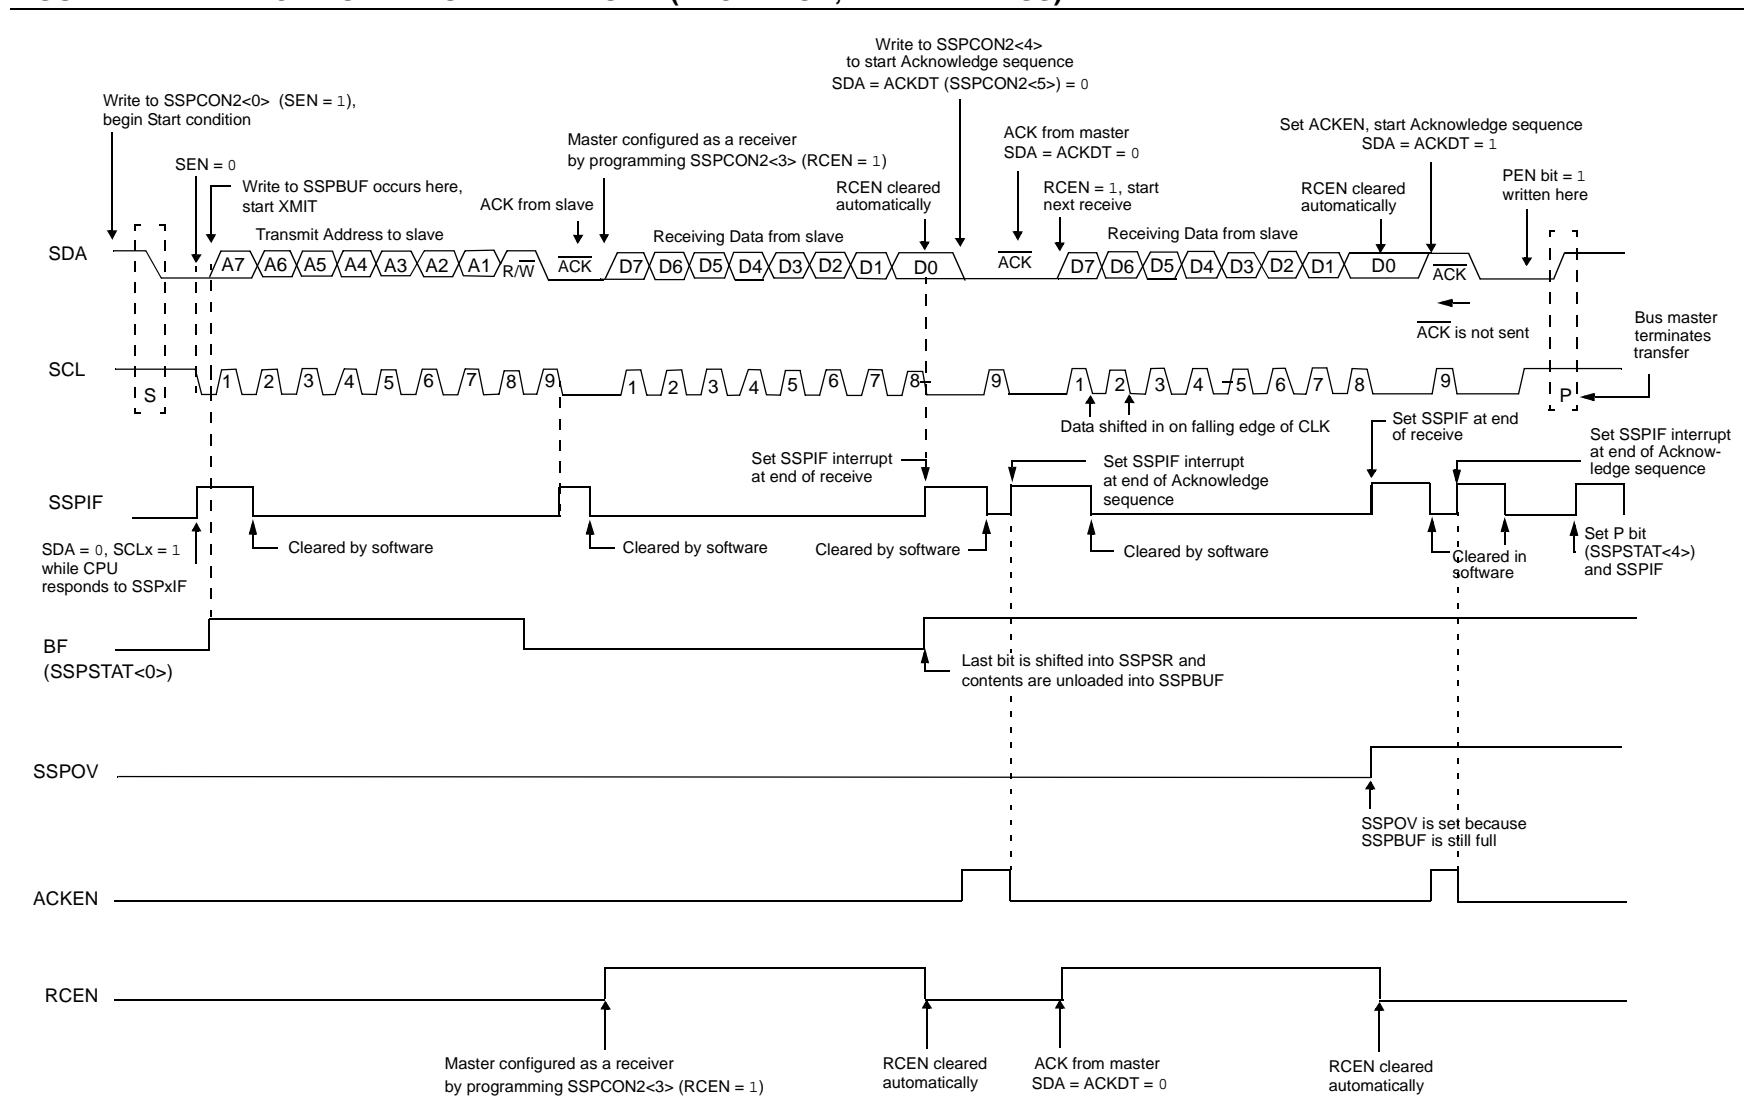 Write to SSPCON2<4>
to start Acknowledge sequence
SDA = ACKDT (SSPCON2<5>) = 0
Write to SSPCON2<0> (SEN = 1),
begin Start condition
Master configured as a receiver
by programming SSPCON2<3> (RCEN = 1)
ACK from master
SDA = ACKDT = 0
Set ACKEN, start Acknowledge sequence
SDA = ACKDT = 1
SEN = 0
Write to SSPBUF occurs here,
start XMIT
ACK from slave
RCEN cleared
automatically
RCEN = 1, start
next receive
RCEN cleared
automatically
PEN bit = 1
written here
Transmit Address to slave
Receiving Data from slave
Receiving Data from slave
SDA
A7 A6 A5 A4 A3 A2 A1 R/W ACK D7 D6 D5 D4 D3 D2 D1 D0 ACK D7 D6 D5 D4 D3 D2 D1 D0 ACK
ACK is not sent
Bus master
terminates
transfer
SCL
S 1 2 3 4 5 6 7 8 9 1 2 3 4 5 6 7 8 9 1 2 3 4 5 6 7 8 9 P
Data shifted in on falling edge of CLK
Set SSPIF interrupt
at end of receive
Set SSPIF interrupt
at end of Acknowledge
sequence
Set SSPIF at end
of receive
Set SSPIF interrupt
at end of Acknow-
ledge sequence
SSPIF
SDA = 0, SCLx = 1
while CPU
responds to SSPxIF
Cleared by software
Cleared by software
Cleared by software
Cleared by software
Cleared in
software
Set P bit
(SSPSTAT<4>)
and SSPIF
BF
(SSPSTAT<0>)
Last bit is shifted into SSPSR and
contents are unloaded into SSPBUF
SSPOV
SSPOV is set because
SSPBUF is still full
ACKEN
RCEN
Master configured as a receiver
by programming SSPCON2<3> (RCEN = 1)
RCEN cleared
automatically
ACK from master
SDA = ACKDT = 0
RCEN cleared
automatically